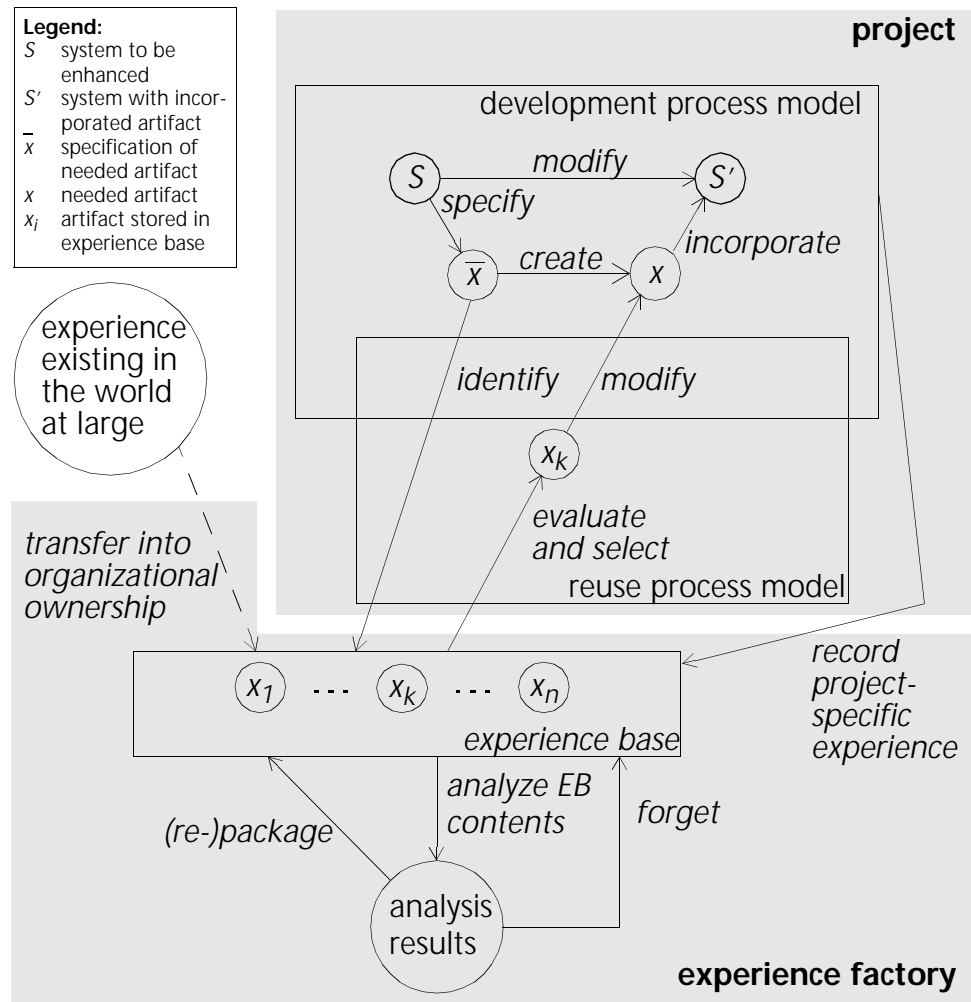 Legend:
S system to be
enhanced
S' system with incor-
porated artifact
x̅ specification of
needed artifact
x needed artifact
xᵢ artifact stored in
experience base
project
development process model
S
modify
S'
specify
incorporate
x̅
create
x
experience
existing in
the world
at large
identify
modify
xₖ
evaluate
and select
reuse process model
transfer into
organizational
ownership
record
project-
specific
experience
x₁ - - - xₖ - - - xₙ
experience base
analyze EB
contents
(re-)package
forget
analysis
results
experience factory